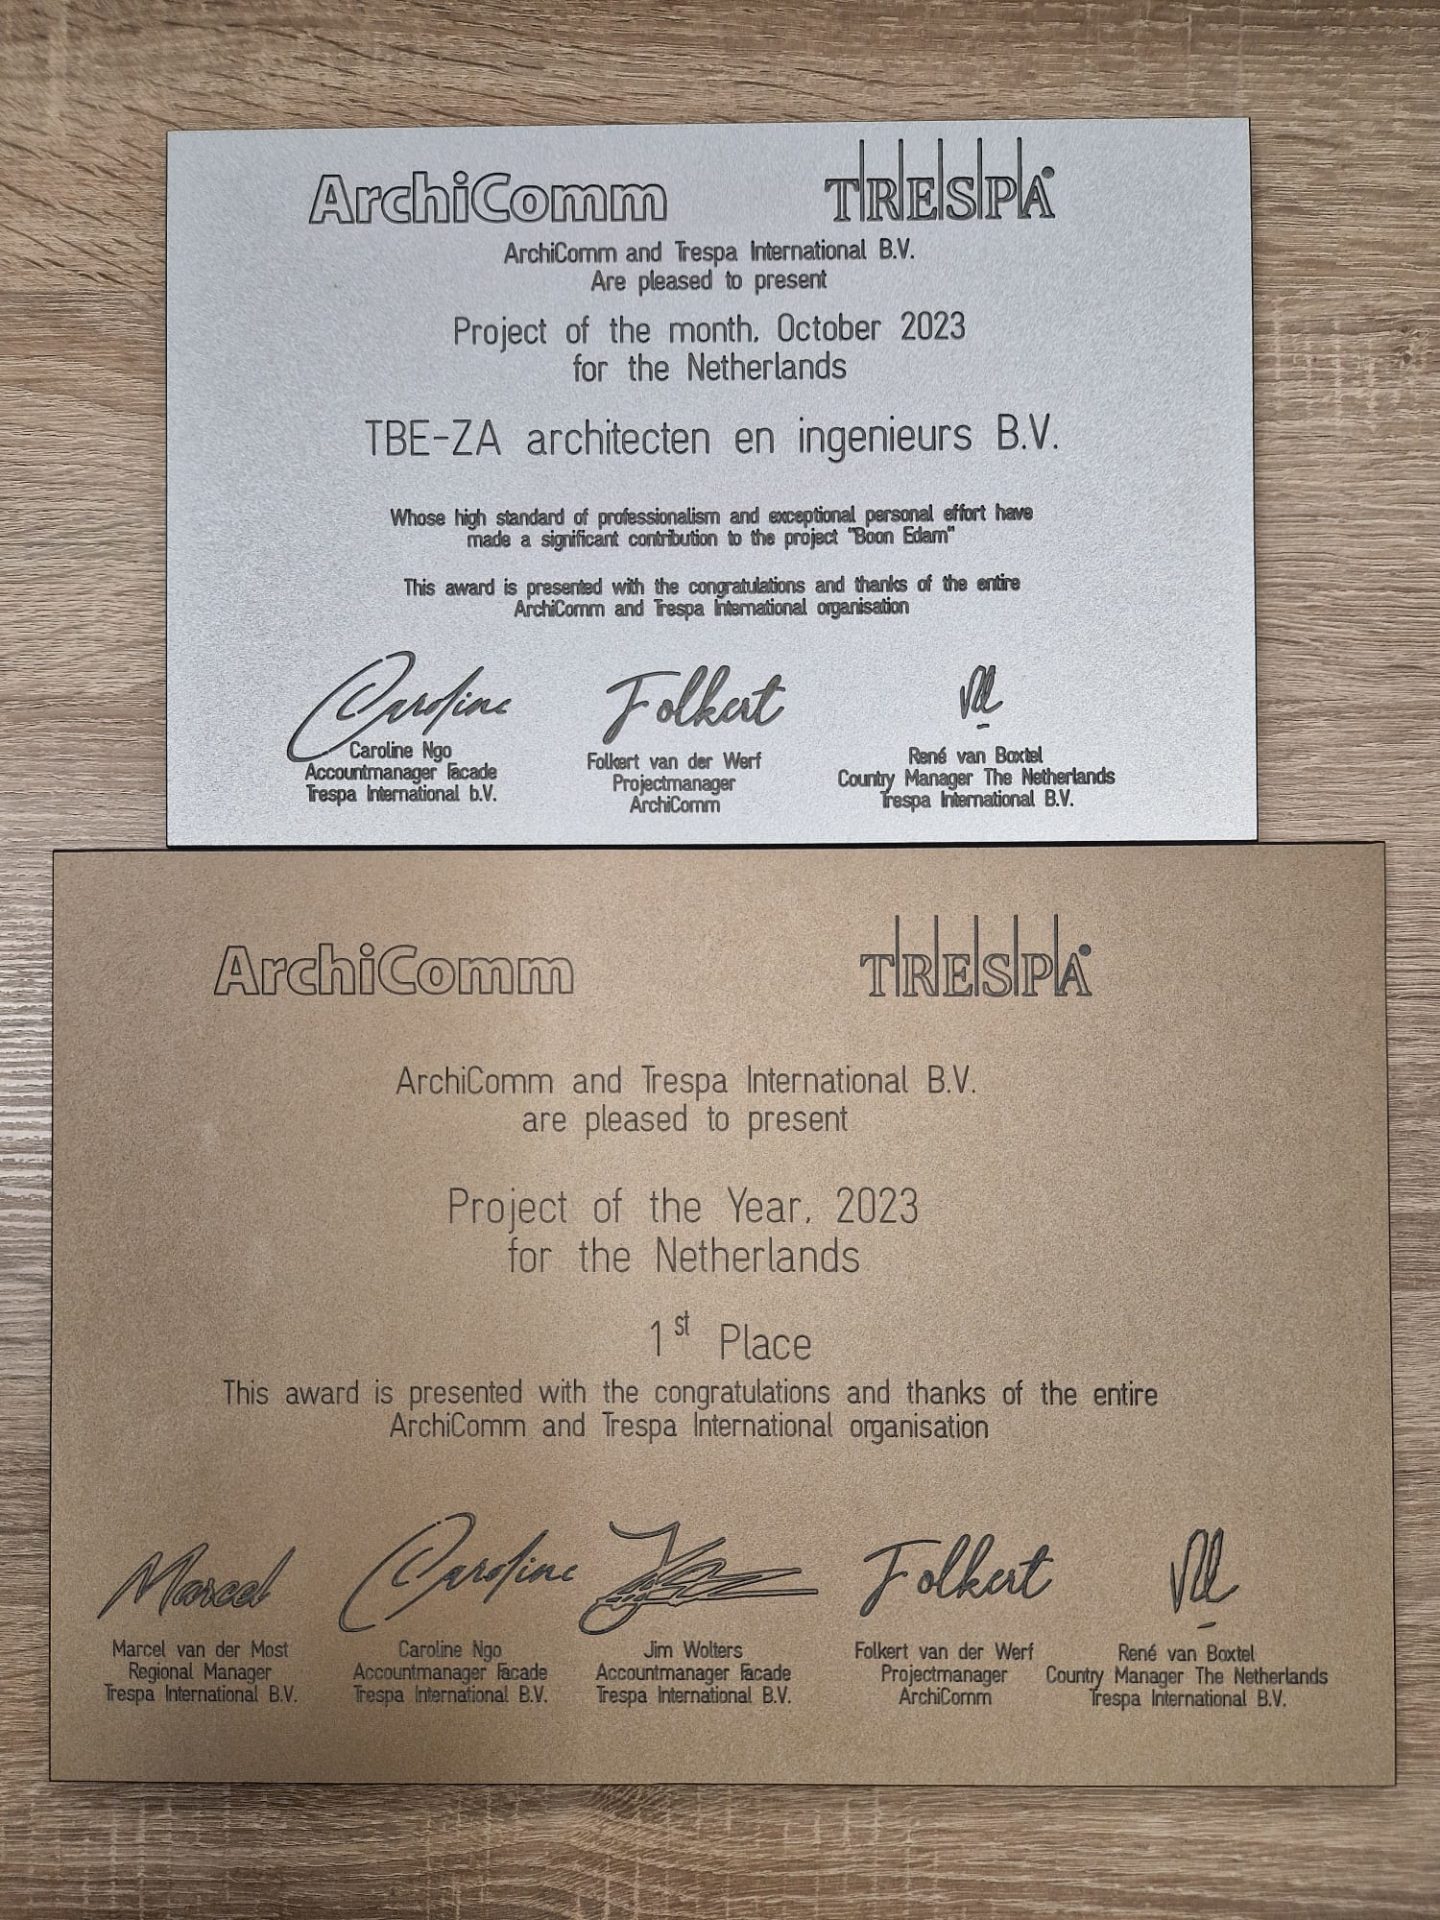 ArchiComm TRESPA
ArchiComm and Trespa International B.V.
Are pleased to present
Project of the month, October 2023
for the Netherlands
TBE-ZA architecten en ingenieurs B.V.
Whose high standard of professionalism and exceptional personal effort have
made a significant contribution to the project "Boon Edam"
This award is presented with the congratulations and thanks of the entire
ArchiComm and Trespa International organisation
Caroline Folkert
Caroline Ngo Folkert van der Werf René van Boxtel
Accountmanager Facade Projectmanager Country Manager The Netherlands
Trespa International b.V. ArchiComm Trespa International B.V.
ArchiComm TRESPA
ArchiComm and Trespa International B.V.
are pleased to present
Project of the Year, 2023
for the Netherlands
1st Place
This award is presented with the congratulations and thanks of the entire
ArchiComm and Trespa International organisation
Marcel Caroline Folkert
Marcel van der Most Caroline Ngo Jim Wolters Folkert van der Werf René van Boxtel
Regional Manager Accountmanager Facade Accountmanager Facade Projectmanager Country Manager The Netherlands
Trespa International B.V. Trespa International B.V. Trespa International B.V. ArchiComm Trespa International B.V.